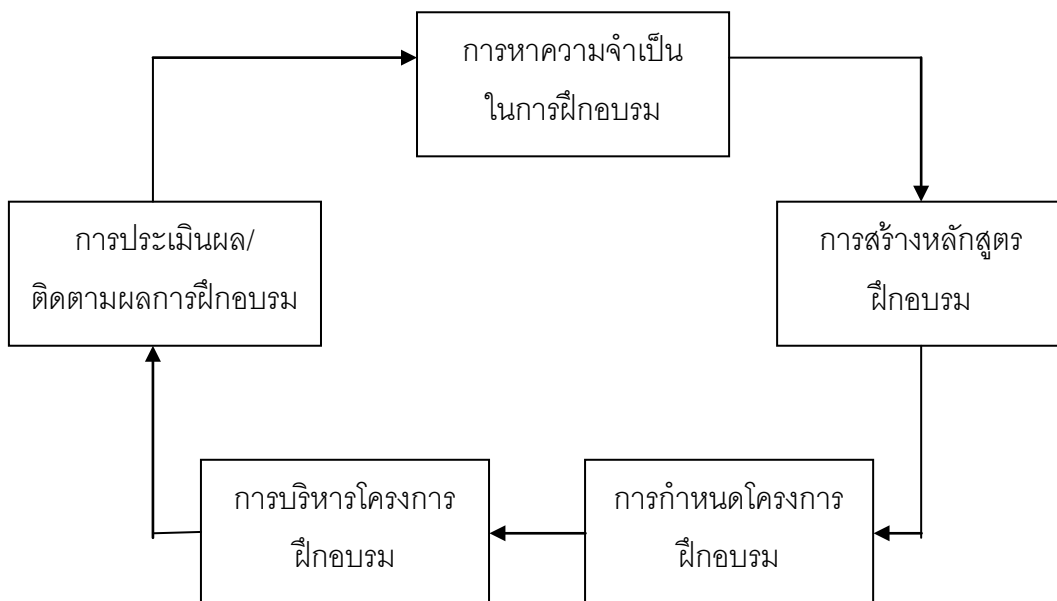 การหาความจำเป็น
ในการฝึกอบรม
การสร้างหลักสูตร
ฝึกอบรม
การกำหนดโครงการ
ฝึกอบรม
การบริหารโครงการ
ฝึกอบรม
การประเมินผล/
ติดตามผลการฝึกอบรม